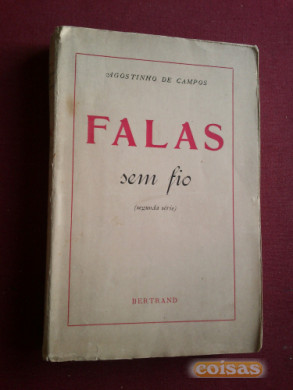 AGOSTINHO DE CAMPOS
FALAS
sem fio
(segunda série)
BERTRAND
coisas